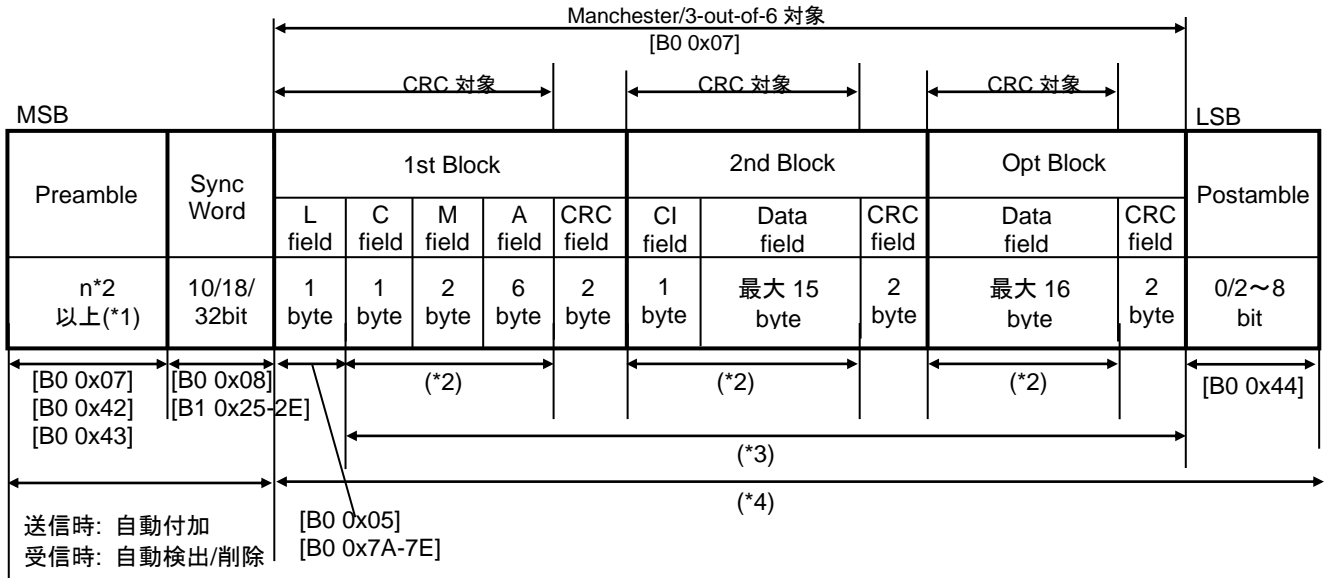 Manchester/3-out-of-6 対象
[B0 0x07]
CRC 対象 CRC 対象 CRC 対象
MSB LSB
Preamble
Sync
Word
1st Block 2nd Block Opt Block
Postamble
L
field
C
field
M
field
A
field
CRC
field
CI
field
Data
field
CRC
field
Data
field
CRC
field
n*2
以上(*1)
10/18/
32bit
1
byte
1
byte
2
byte
6
byte
2
byte
1
byte
最大 15
byte
2
byte
最大 16
byte
2
byte
0/2～8
bit
[B0 0x07]
[B0 0x42]
[B0 0x43]
[B0 0x08]
[B1 0x25-2E]
(*2) (*2) (*2)
[B0 0x44]
(*3)
(*4)
送信時: 自動付加
受信時: 自動検出/削除
[B0 0x05]
[B0 0x7A-7E]